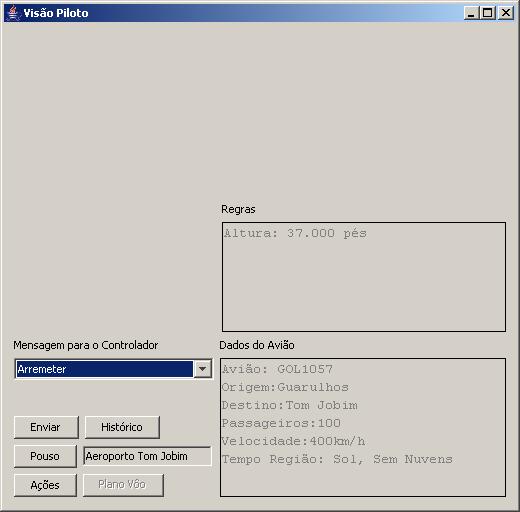 Visão Piloto
Regras
Altura: 37.000 pés
Mensagem para o Controlador
Arremeter
Dados do Avião
Avião: GOL1057
Origem:Guarulhos
Destino:Tom Jobim
Passageiros:100
Velocidade:400km/h
Tempo Região: Sol, Sem Nuvens
Enviar Histórico
Pouso Aeroporto Tom Jobim
Ações Plano Vôo